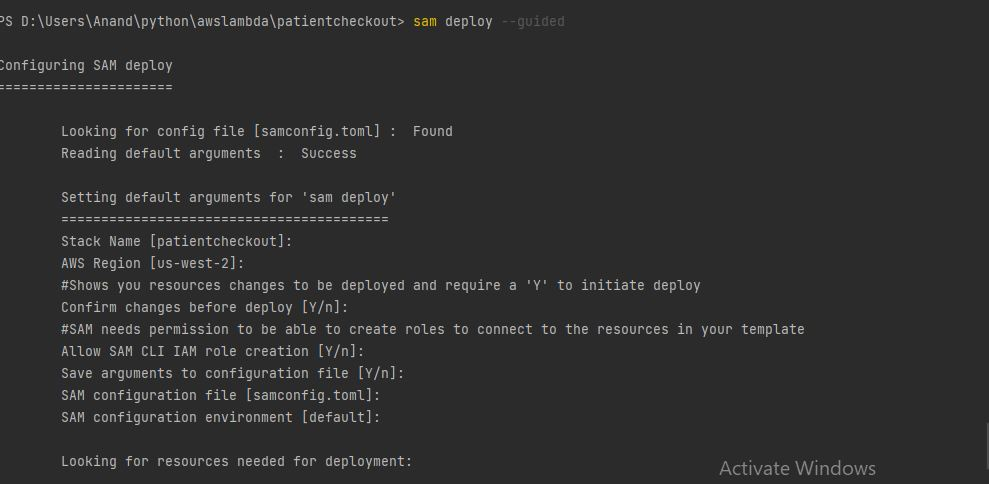 PS D:\Users\Anand\python\awslambda\patientcheckout> sam deploy --guided
Configuring SAM deploy
======================
Looking for config file [samconfig.toml] :  Found
Reading default arguments  :  Success
Setting default arguments for 'sam deploy'
=========================================
Stack Name [patientcheckout]:
AWS Region [us-west-2]:
#Shows you resources changes to be deployed and require a 'Y' to initiate deploy
Confirm changes before deploy [Y/n]:
#SAM needs permission to be able to create roles to connect to the resources in your template
Allow SAM CLI IAM role creation [Y/n]:
Save arguments to configuration file [Y/n]:
SAM configuration file [samconfig.toml]:
SAM configuration environment [default]:
Looking for resources needed for deployment:
Activate Windows